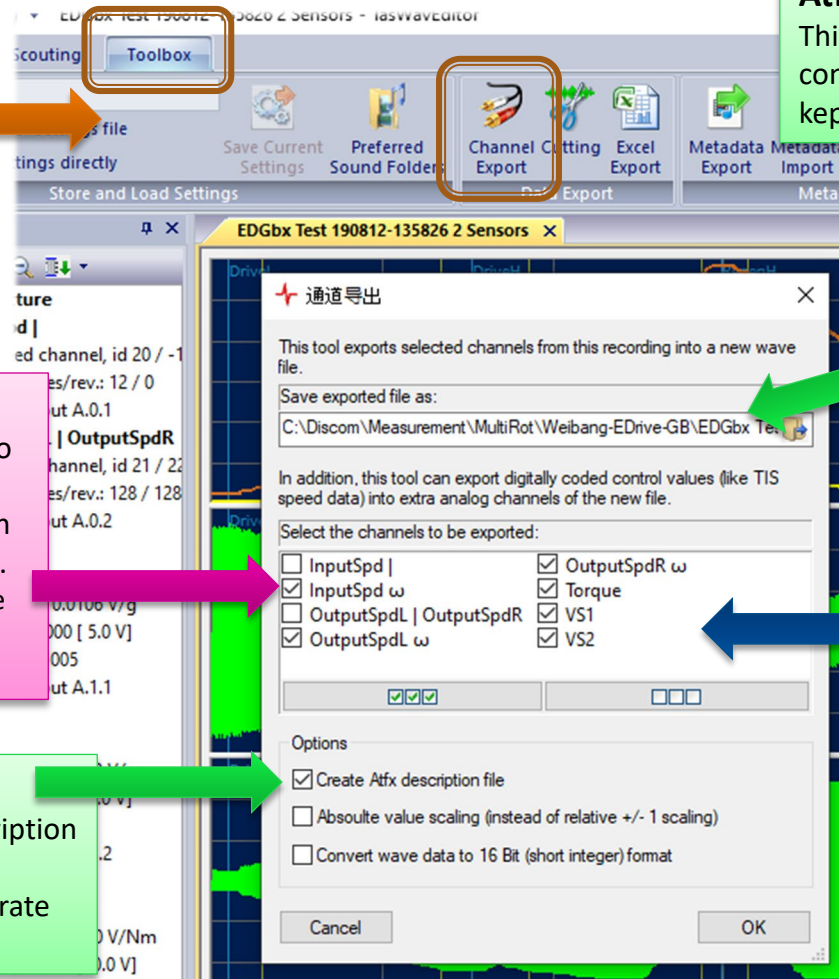 EDGbx Test 190812-135826 2 Sensors - TasWaveEditor
Scouting
Toolbox
file
tings directly
Save Current
Settings
Preferred
Sound Folders
Channel
Export
Cutting
Excel
Export
Metadata
Export
Metadata
Import
Store and Load Settings
Data Export
Meta
Thi
con
kep
EDGbx Test 190812-135826 2 Sensors
ture
d |
ed channel, id 20 / -1
es/rev.: 12 / 0
ut A.0.1
| OutputSpdR
hannel, id 21 / 22
es/rev.: 128 / 128
ut A.0.2
0.0106 V/g
000 [ 5.0 V]
005
ut A.1.1
.0 V]
.2
0 V/Nm
0.0 V]
o
n
.
e
ription
rate
通道导出
This tool exports selected channels from this recording into a new wave
file.
Save exported file as:
C:\Discom\Measurement\MultiRot\Weibang-EDrive-GB\EDGbx Te
In addition, this tool can export digitally coded control values (like TIS
speed data) into extra analog channels of the new file.
Select the channels to be exported:
InputSpd |
InputSpd ω
OutputSpdL | OutputSpdR
OutputSpdL ω
OutputSpdR ω
Torque
VS1
VS2
Options
Create Atfx description file
Absoulte value scaling (instead of relative +/- 1 scaling)
Convert wave data to 16 Bit (short integer) format
Cancel
OK